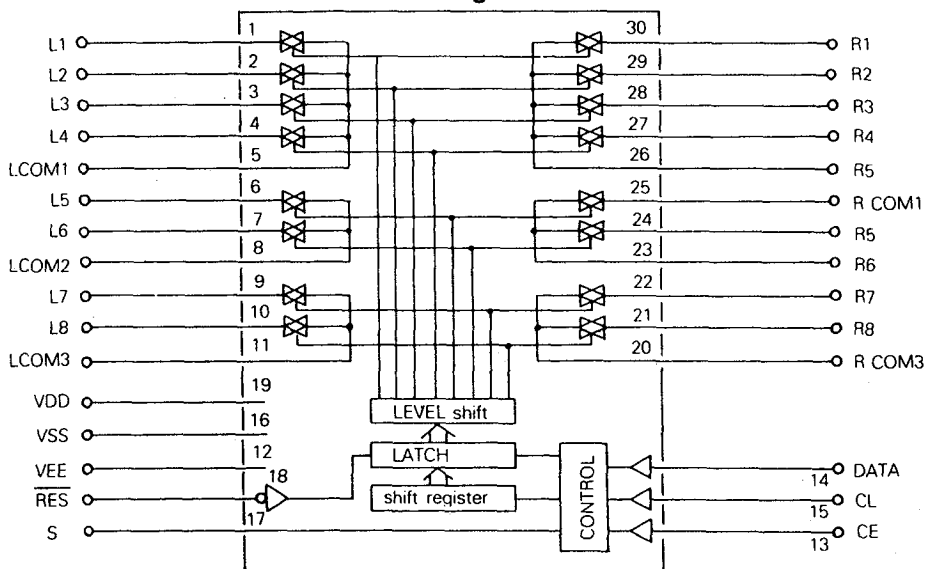 L1 1 30 R1
L2 2 29 R2
L3 3 28 R3
L4 4 27 R4
LCOM1 5 26 R5
L5 6 25 R COM1
L6 7 24 R5
LCOM2 8 23 R6
L7 9 22 R7
L8 10 21 R8
LCOM3 11 20 R COM3
VDD 19
VSS 16
LEVEL shift
VEE 12 LATCH 14 DATA
RES 18 shift register CONTROL 15 CL
S 17 13 CE